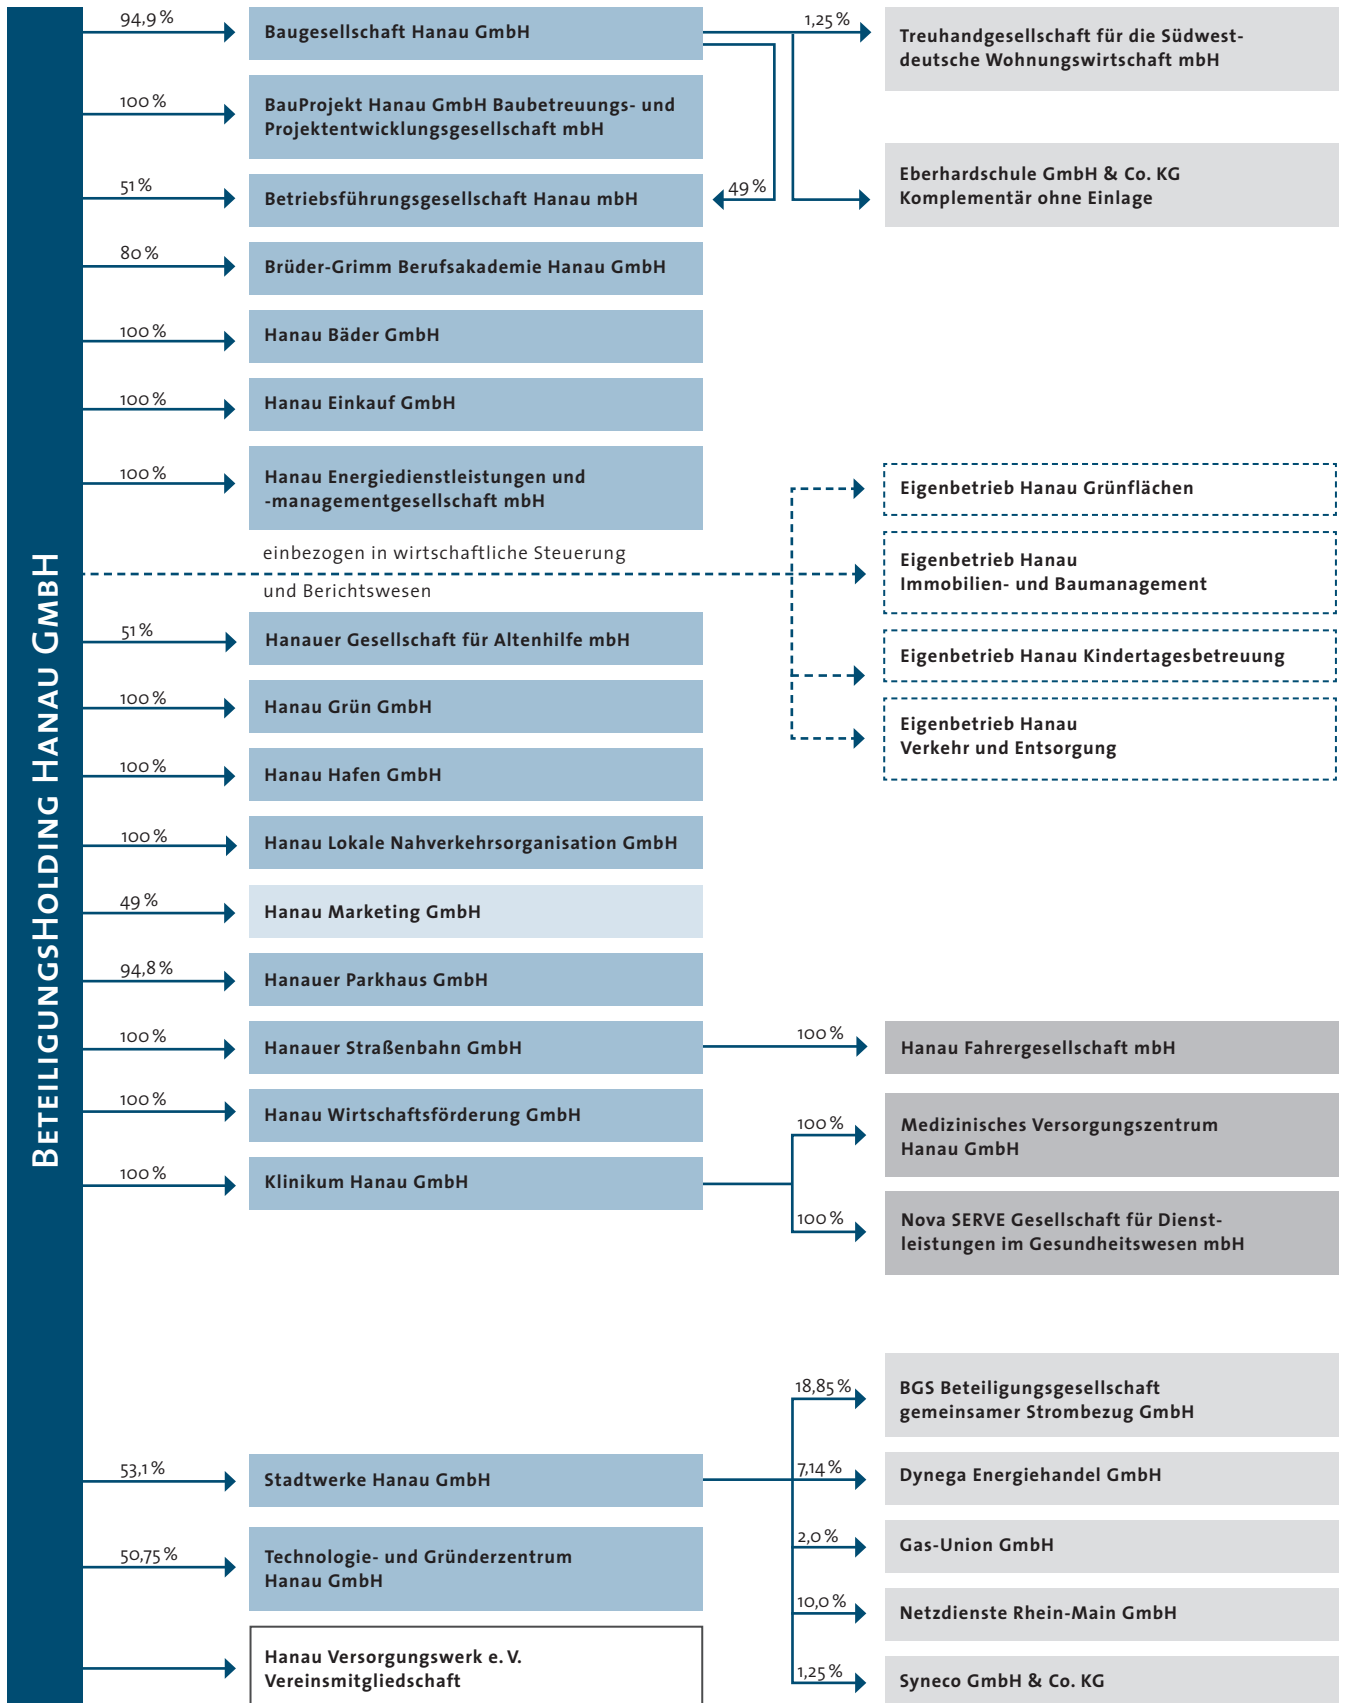 BETEILIGUNGSHOLDING HANAU GMBH
94,9 %
Baugesellschaft Hanau GmbH
1,25 %
Treuhandgesellschaft für die Südwest-
deutsche Wohnungswirtschaft mbH
100 %
BauProjekt Hanau GmbH Baubetreuungs- und
Projektentwicklungsgesellschaft mbH
51 %
Betriebsführungsgesellschaft Hanau mbH
49 %
Eberhardschule GmbH & Co. KG
Komplementär ohne Einlage
80 %
Brüder-Grimm Berufsakademie Hanau GmbH
100 %
Hanau Bäder GmbH
100 %
Hanau Einkauf GmbH
100 %
Hanau Energiedienstleistungen und
-managementgesellschaft mbH
Eigenbetrieb Hanau Grünflächen
einbezogen in wirtschaftliche Steuerung
und Berichtswesen
Eigenbetrieb Hanau
Immobilien- und Baumanagement
51 %
Hanauer Gesellschaft für Altenhilfe mbH
Eigenbetrieb Hanau Kindertagesbetreuung
100 %
Hanau Grün GmbH
Eigenbetrieb Hanau
Verkehr und Entsorgung
100 %
Hanau Hafen GmbH
100 %
Hanau Lokale Nahverkehrsorganisation GmbH
49 %
Hanau Marketing GmbH
94,8 %
Hanauer Parkhaus GmbH
100 %
Hanauer Straßenbahn GmbH
100 %
Hanau Fahrergesellschaft mbH
100 %
Hanau Wirtschaftsförderung GmbH
100 %
Medizinisches Versorgungszentrum
Hanau GmbH
100 %
Klinikum Hanau GmbH
100 %
Nova SERVE Gesellschaft für Dienst-
leistungen im Gesundheitswesen mbH
18,85 %
BGS Beteiligungsgesellschaft
gemeinsamer Strombezug GmbH
53,1 %
Stadtwerke Hanau GmbH
7,14 %
Dynega Energiehandel GmbH
2,0 %
Gas-Union GmbH
50,75 %
Technologie- und Gründerzentrum
Hanau GmbH
10,0 %
Netzdienste Rhein-Main GmbH
Hanau Versorgungswerk e. V.
Vereinsmitgliedschaft
1,25 %
Syneco GmbH & Co. KG